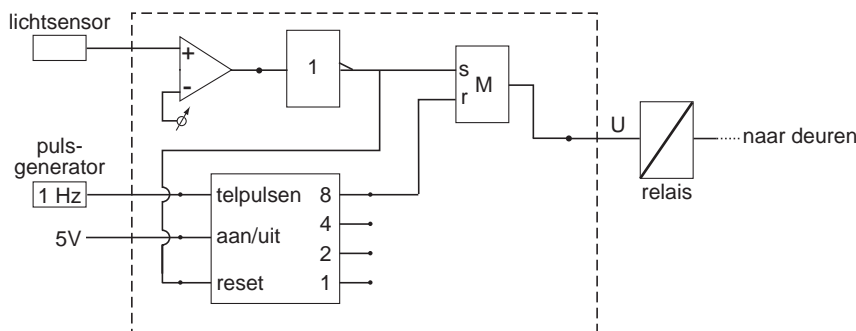 lichtsensor
+
-
1
s
r
M
U
naar deuren
relais
puls-
generator
1 Hz
5V
telpulsen
aan/uit
reset
8
4
2
1